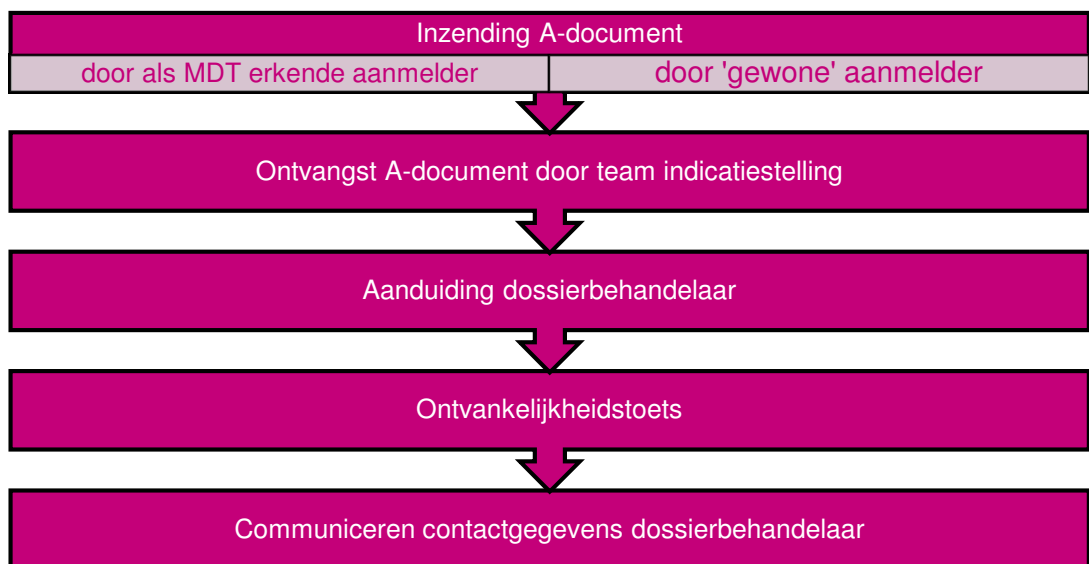 Inzending A-document
door als MDT erkende aanmelder
door 'gewone' aanmelder
Ontvangst A-document door team indicatiestelling
Aanduiding dossierbehandelaar
Ontvankelijkheidstoets
Communiceren contactgegevens dossierbehandelaar